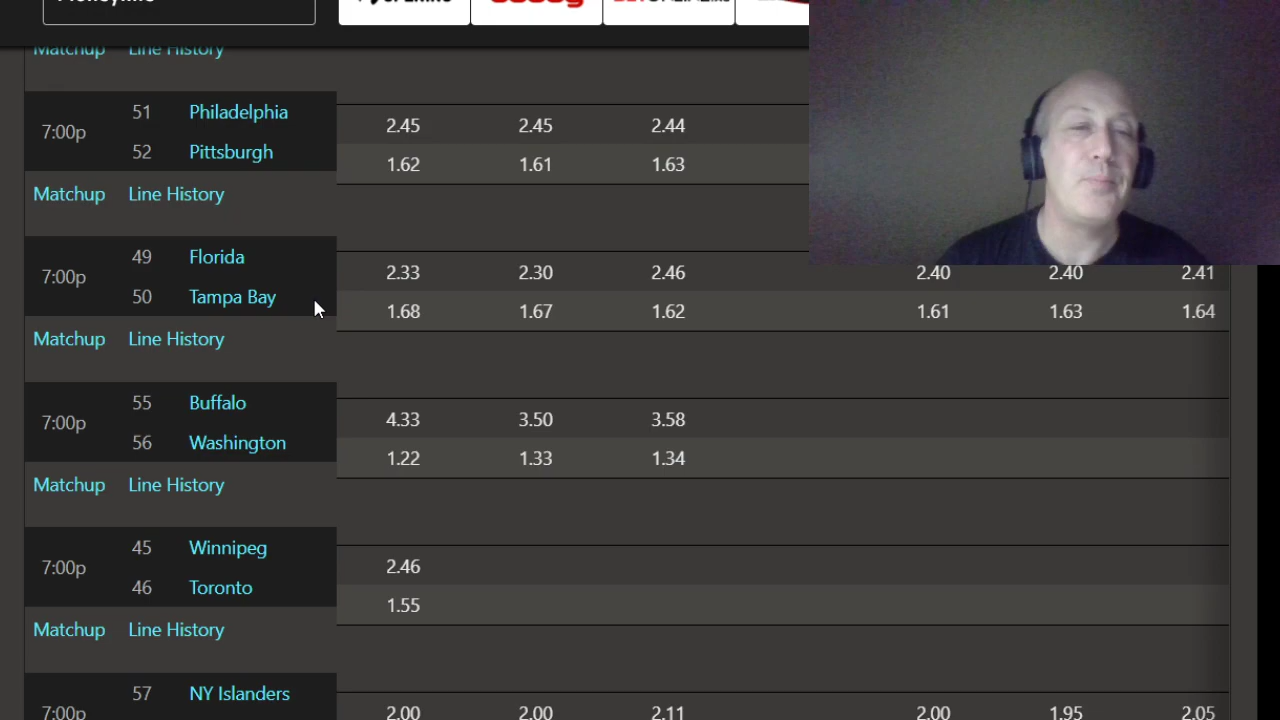 Matchup Line History
51 Philadelphia 2.45 2.45 2.44
7:00p
52 Pittsburgh 1.62 1.61 1.63
Matchup Line History
49 Florida 2.33 2.30 2.46 2.40 2.40 2.41
7:00p
50 Tampa Bay 1.68 1.67 1.62 1.61 1.63 1.64
Matchup Line History
55 Buffalo 4.33 3.50 3.58
7:00p
56 Washington 1.22 1.33 1.34
Matchup Line History
45 Winnipeg 2.46
7:00p
46 Toronto 1.55
Matchup Line History
57 NY Islanders
7:00p 2.00 2.00 2.11 2.00 1.95 2.05